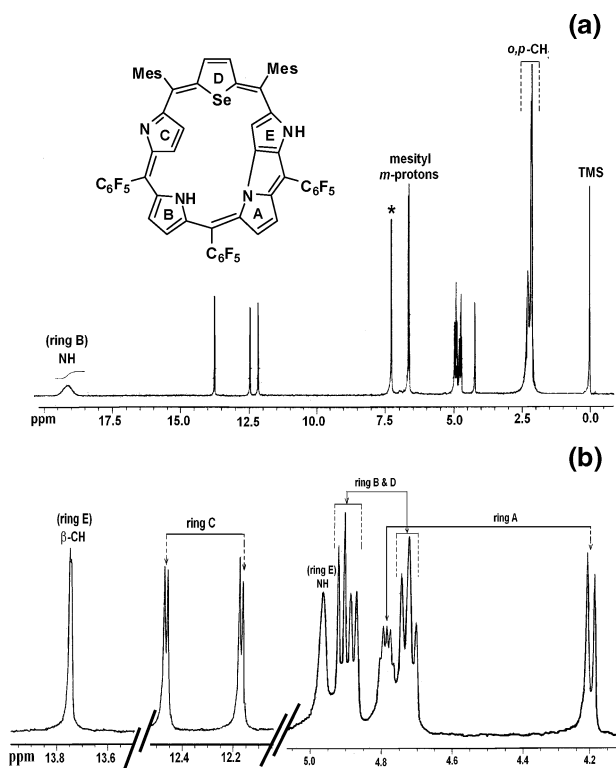 (a)
o,p-CH
Mes
D
Mes
Se
N
C
E
NH
C6F5
NH
B
N
A
C6F5
C6F5
mesityl
m-protons
*
TMS
(ring B)
NH
ppm
17.5
15.0
12.5
10.0
7.5
5.0
2.5
0.0
(b)
(ring E)
β-CH
ring C
ring B & D
ring A
(ring E)
NH
ppm
13.8
13.6
12.4
12.2
5.0
4.8
4.6
4.4
4.2